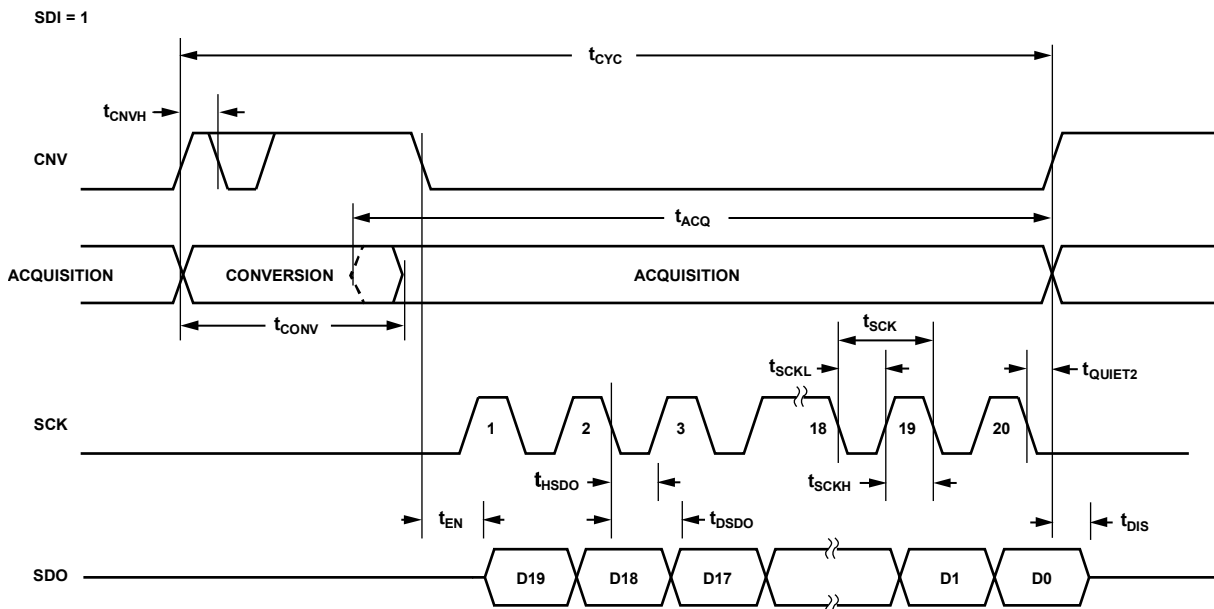 SDI = 1
tCYC
tCNVH
CNV
tACQ
ACQUISITION
CONVERSION
ACQUISITION
tCONV
tSCK
tSCKL
tQUIET2
SCK
1
2
3
18
19
20
tHSDO
tSCKH
tEN
tDSDO
tDIS
SDO
D19
D18
D17
D1
D0